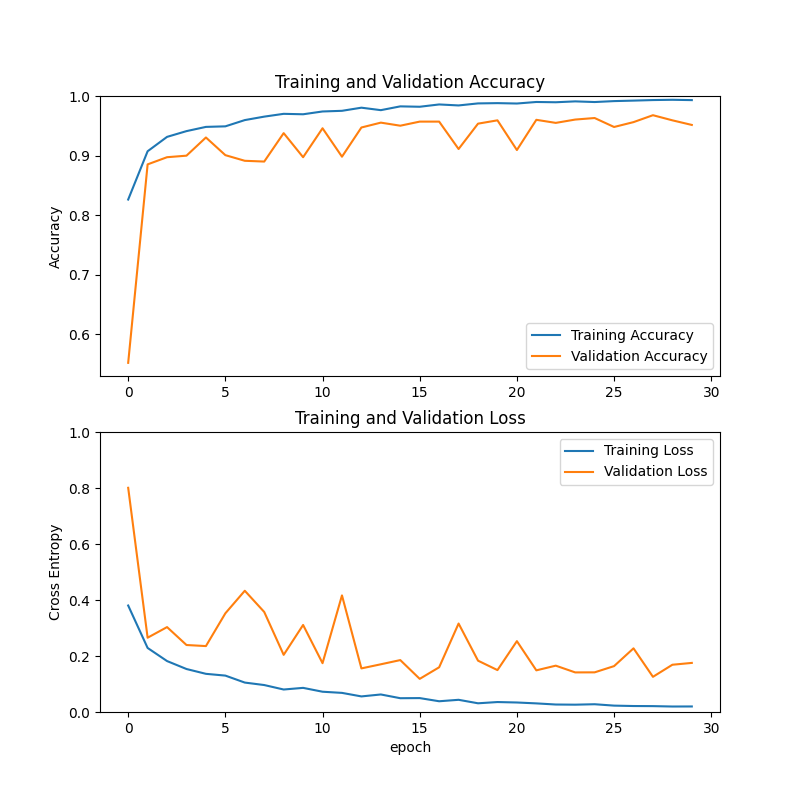 Training and Validation Accuracy
1.0
0.9
0.8
0.7
0.6
Accuracy
Training Accuracy
Validation Accuracy
0 5 10 15 20 25 30
Training and Validation Loss
1.0
0.8
0.6
0.4
0.2
0.0
Cross Entropy
Training Loss
Validation Loss
0 5 10 15 20 25 30
epoch